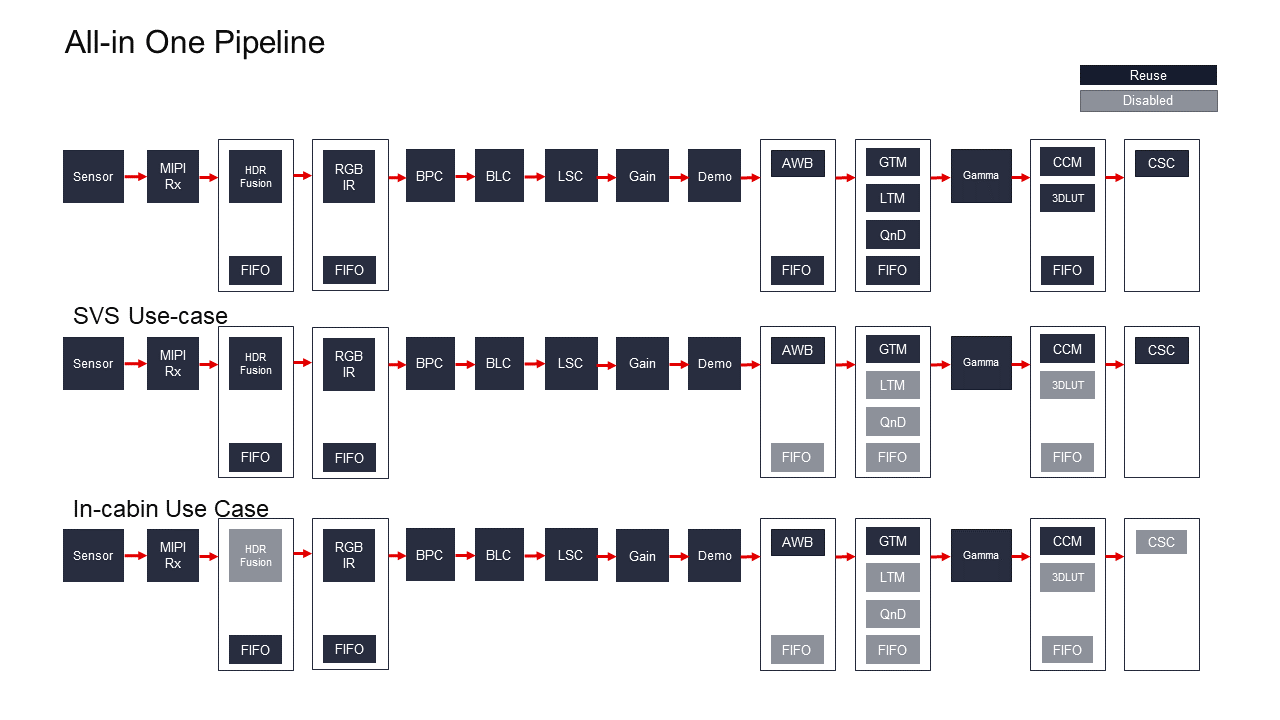 All-in One Pipeline
Reuse
Disabled
Sensor
MIPI
Rx
HDR
Fusion
FIFO
RGB
IR
FIFO
BPC
BLC
LSC
Gain
Demo
AWB
FIFO
GTM
LTM
QnD
FIFO
Gamma
CCM
3DLUT
FIFO
CSC
SVS Use-case
Sensor
MIPI
Rx
HDR
Fusion
FIFO
RGB
IR
FIFO
BPC
BLC
LSC
Gain
Demo
AWB
FIFO
GTM
LTM
QnD
FIFO
Gamma
CCM
3DLUT
FIFO
CSC
In-cabin Use Case
Sensor
MIPI
Rx
HDR
Fusion
FIFO
RGB
IR
FIFO
BPC
BLC
LSC
Gain
Demo
AWB
FIFO
GTM
LTM
QnD
FIFO
Gamma
CCM
3DLUT
FIFO
CSC